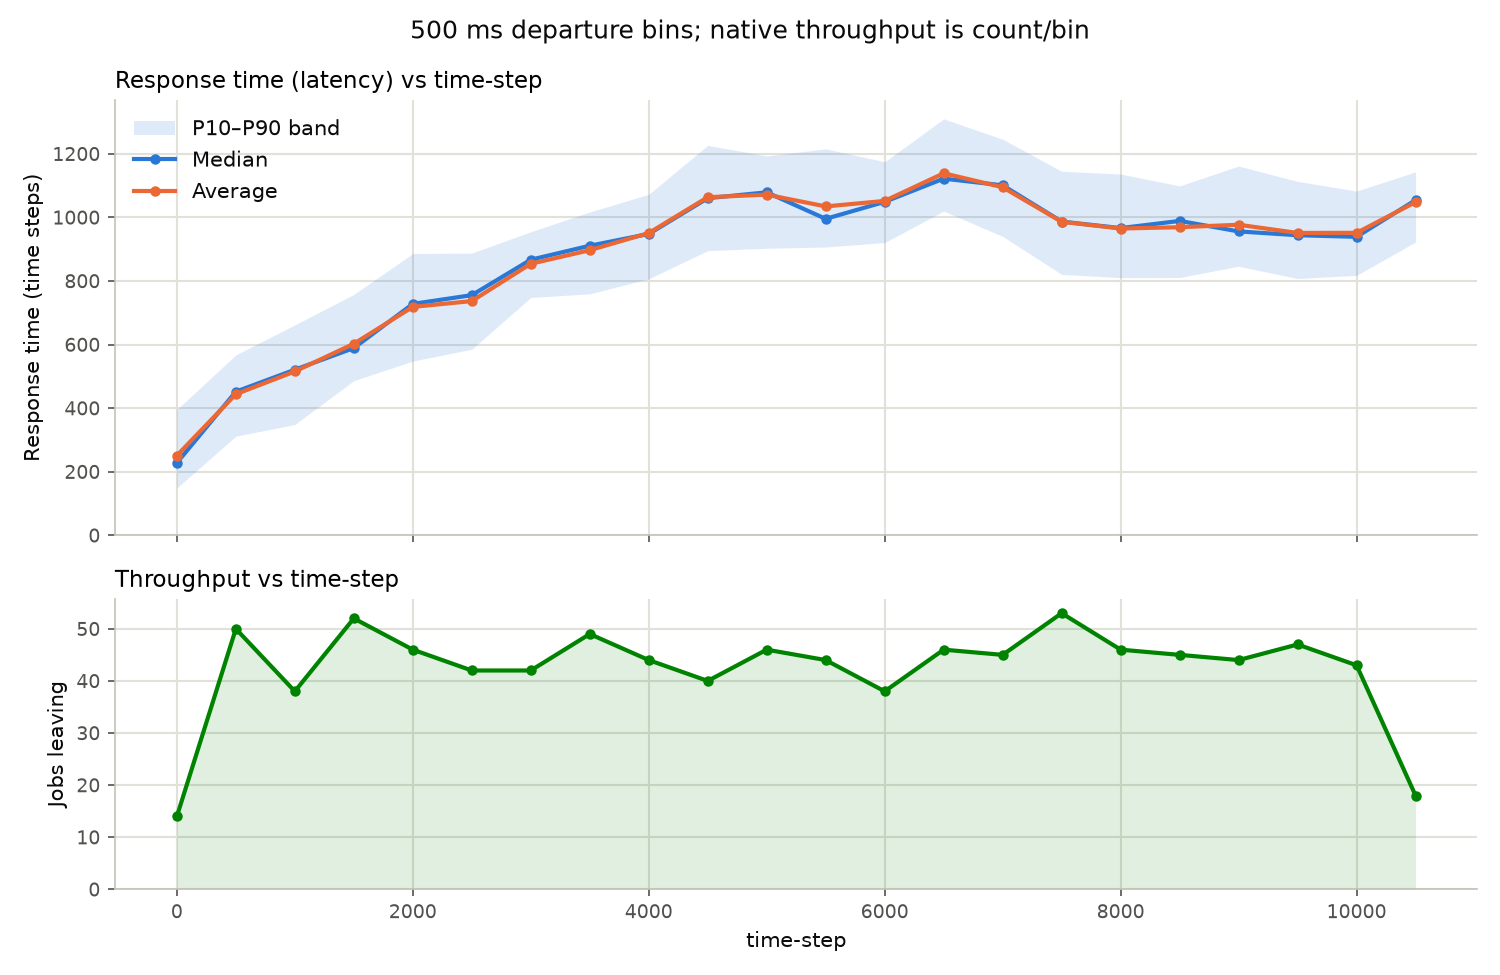 500 ms departure bins; native throughput is count/bin
Response time (latency) vs time-step
P10–P90 band
Median
Average
Response time (time steps)
1200
1000
800
600
400
200
0
Throughput vs time-step
Jobs leaving
50
40
30
20
10
0
0 2000 4000 6000 8000 10000
time-step